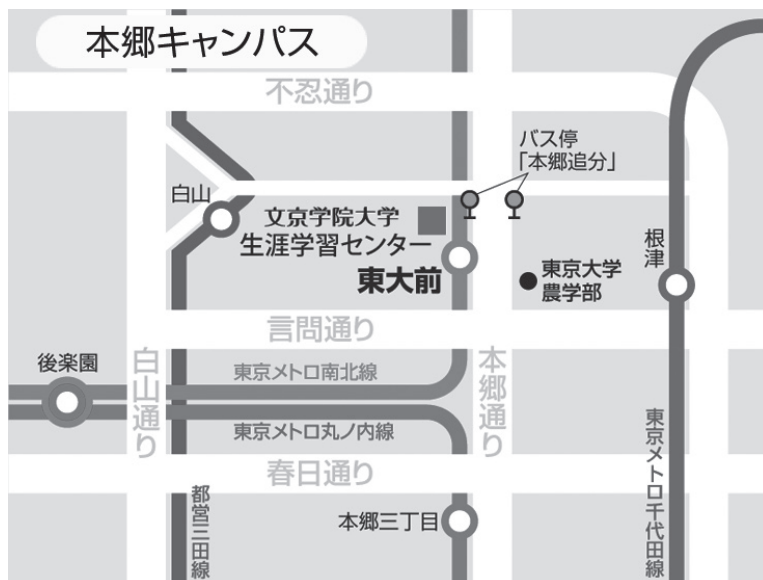 本郷キャンパス
不忍通り
バス停
「本郷追分」
白山
文京学院大学
生涯学習センター
東大前
東京大学
農学部
根津
言問通り
後楽園
白山通り
東京メトロ南北線
本郷通り
東京メトロ丸ノ内線
東京メトロ千代田線
春日通り
都営三田線
本郷三丁目